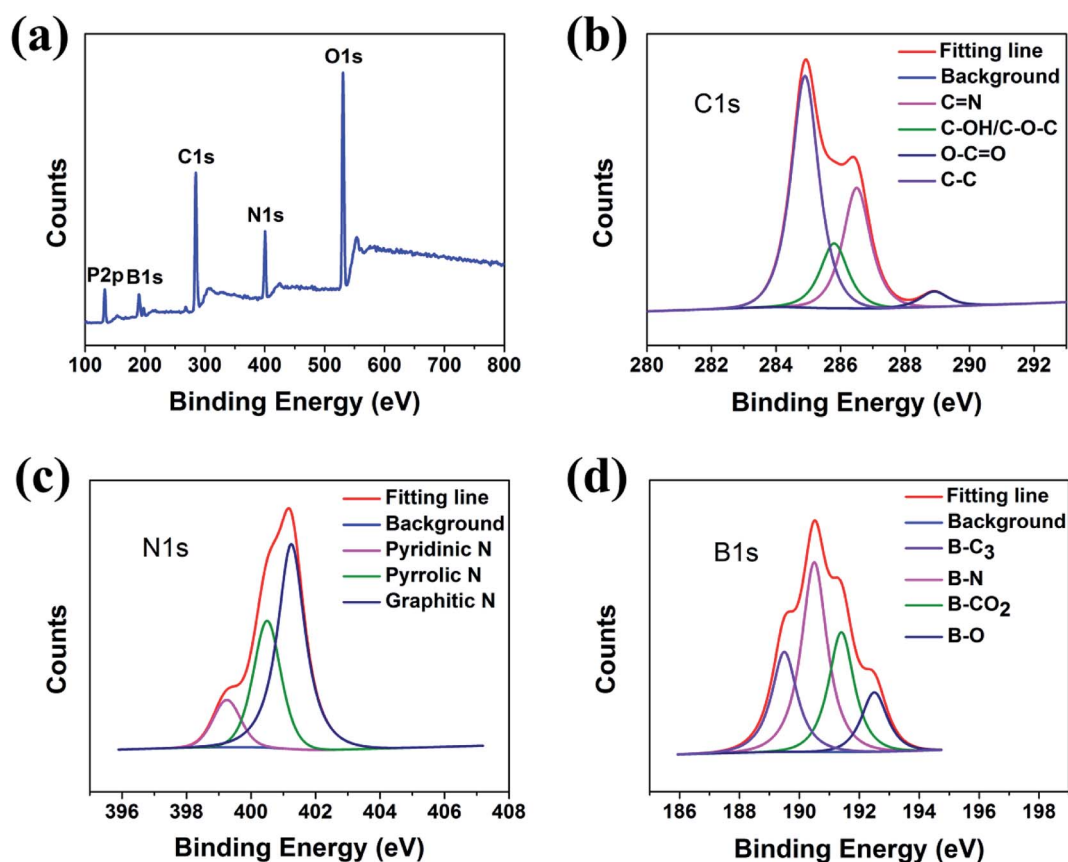 (a)
Counts
P2p
B1s
C1s
N1s
O1s
100 200 300 400 500 600 700 800
Binding Energy (eV)
(b)
Counts
C1s
Fitting line
Background
C=N
C-OH/C-O-C
O-C=O
C-C
280 282 284 286 288 290 292
Binding Energy (eV)
(c)
Counts
N1s
Fitting line
Background
Pyridinic N
Pyrrolic N
Graphitic N
396 398 400 402 404 406 408
Binding Energy (eV)
(d)
Counts
B1s
Fitting line
Background
B-C3
B-N
B-CO2
B-O
186 188 190 192 194 196 198
Binding Energy (eV)